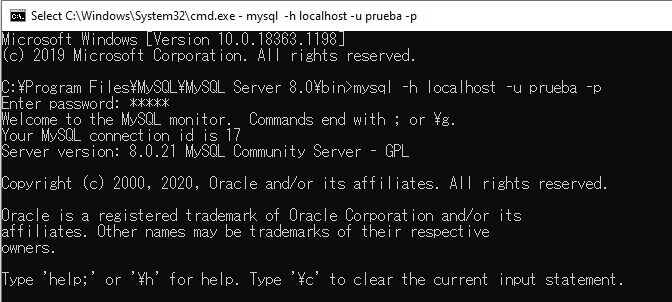 Select C:\Windows\System32\cmd.exe - mysql -h localhost -u prueba -p
Microsoft Windows [Version 10.0.18363.1198]
(c) 2019 Microsoft Corporation. All rights reserved.
C:¥Program Files¥MySQL¥MySQL Server 8.0¥bin>mysql -h localhost -u prueba -p
Enter password: *****
Welcome to the MySQL monitor.  Commands end with ; or ¥g.
Your MySQL connection id is 17
Server version: 8.0.21 MySQL Community Server - GPL
Copyright (c) 2000, 2020, Oracle and/or its affiliates. All rights reserved.
Oracle is a registered trademark of Oracle Corporation and/or its
affiliates. Other names may be trademarks of their respective
owners.
Type 'help;' or '¥h' for help. Type '¥c' to clear the current input statement.